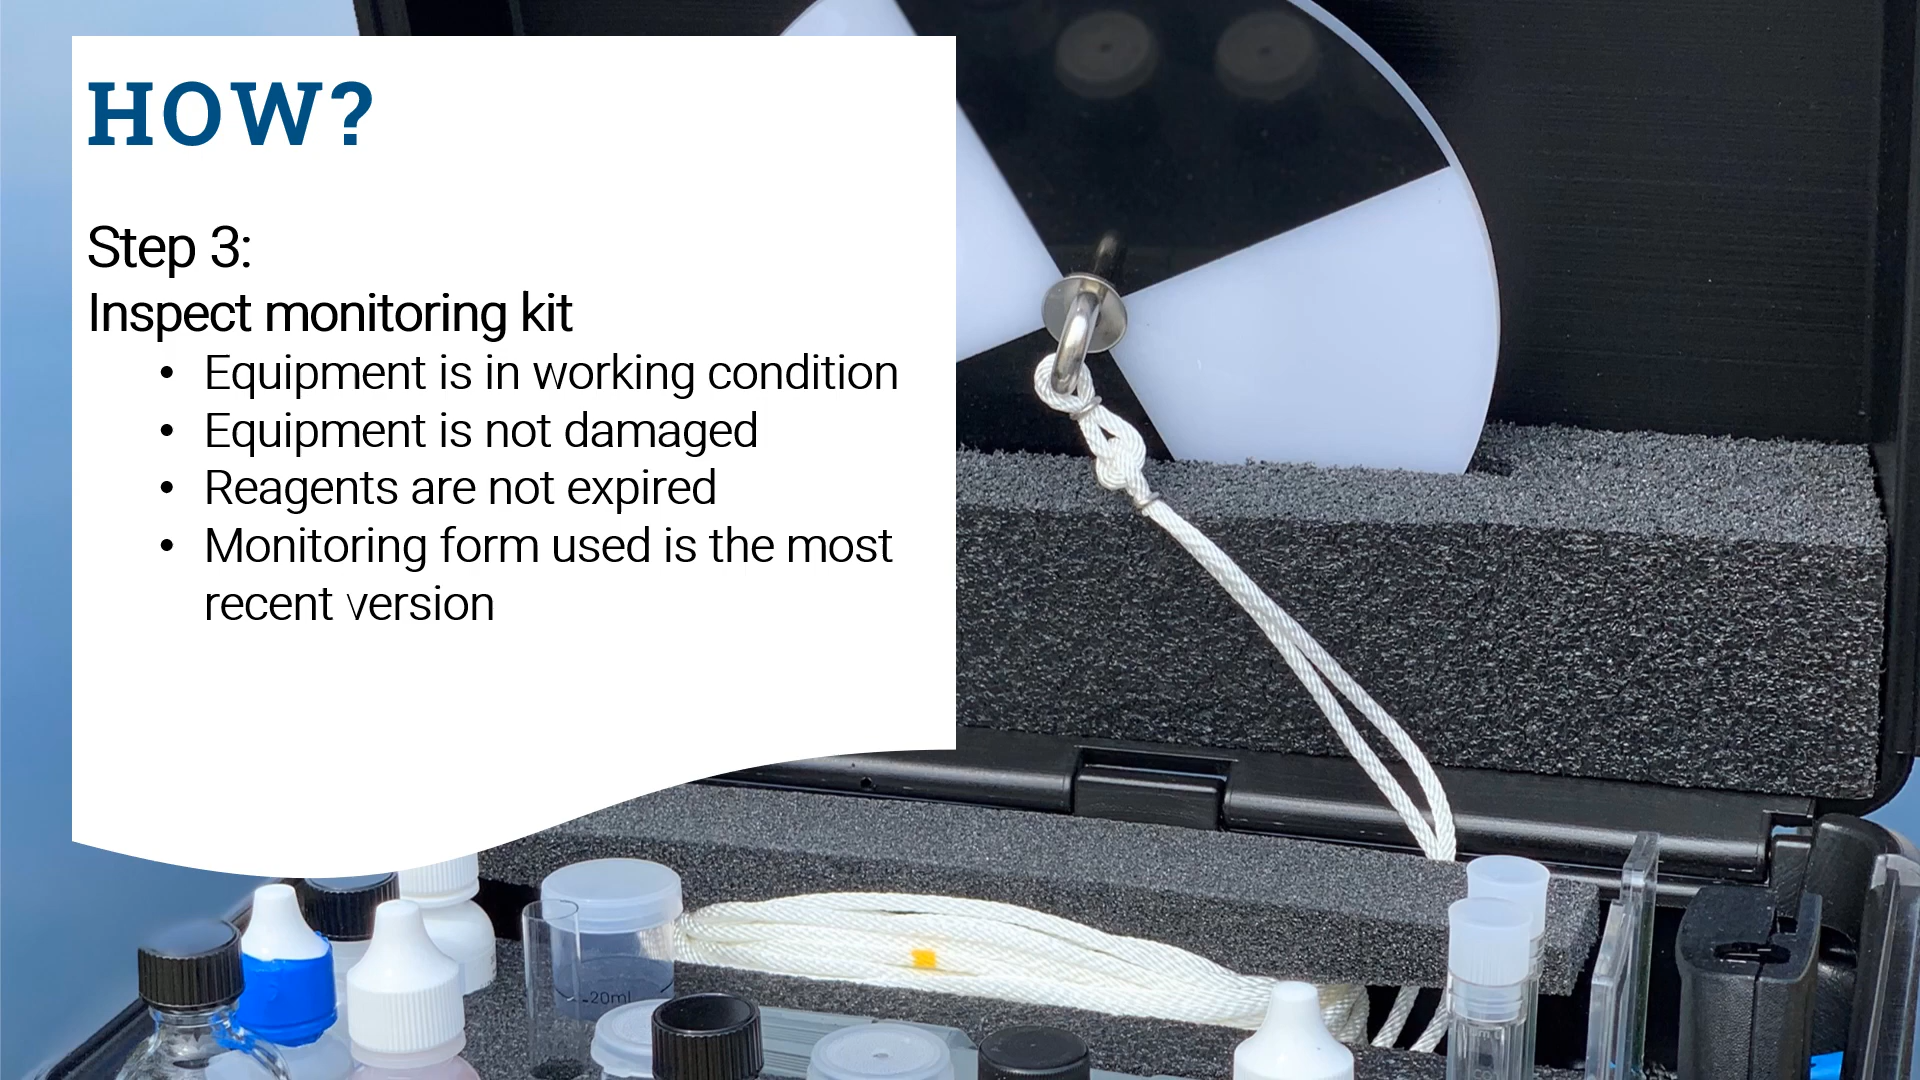 HOW?
Step 3:
Inspect monitoring kit
• Equipment is in working condition
• Equipment is not damaged
• Reagents are not expired
• Monitoring form used is the most
recent version
20ml